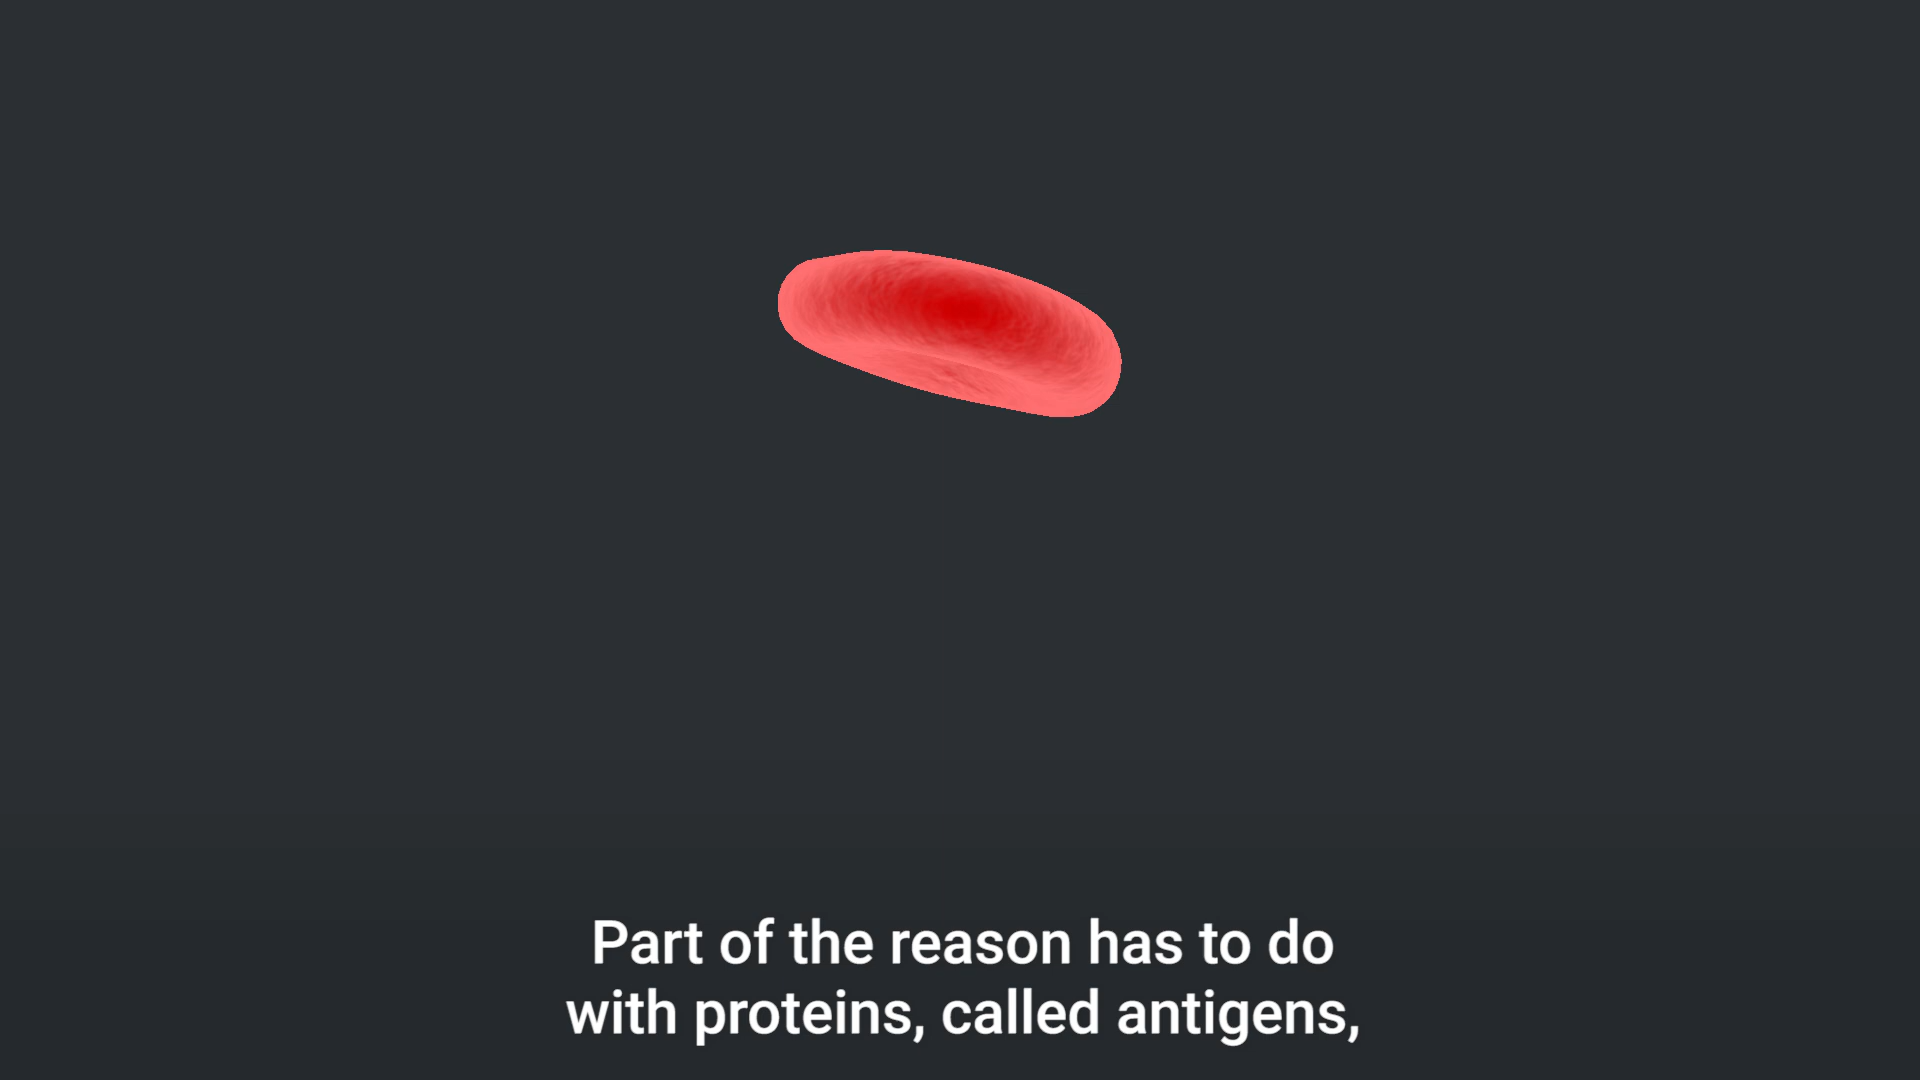 Part of the reason has to do
with proteins, called antigens,